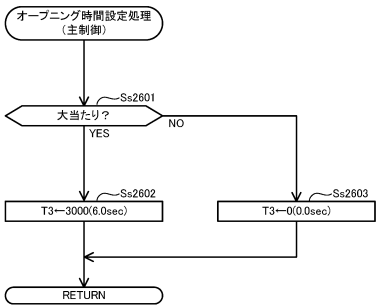 オープニング時間設定処理
(主制御)
Ss2601
大当たり?
YES
NO
Ss2602
T3←3000(6.0sec)
Ss2603
T3←0(0.0sec)
RETURN